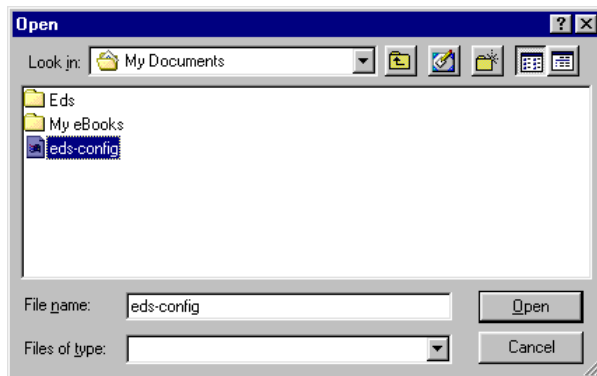 Open
Look in: My Documents
Eds
My eBooks
eds-config
File name: eds-config Open
Files of type: Cancel